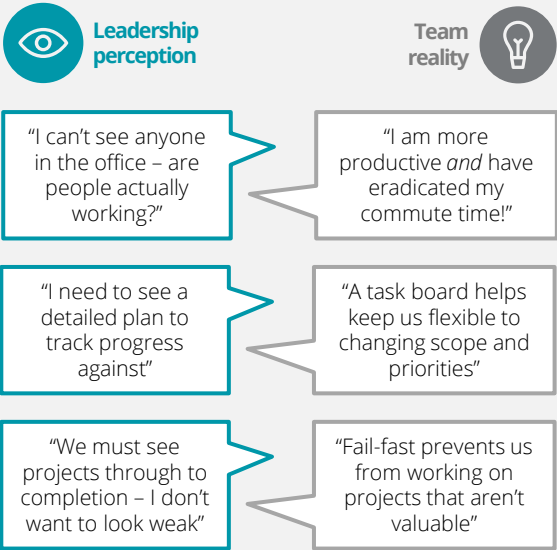 Leadership
perception
Team
reality
“I can’t see anyone
in the office – are
people actually
working?”
“I am more
productive and have
eradicated my
commute time!”
“I need to see a
detailed plan to
track progress
against”
“A task board helps
keep us flexible to
changing scope and
priorities”
“We must see
projects through to
completion – I don’t
want to look weak”
“Fail-fast prevents us
from working on
projects that aren’t
valuable”